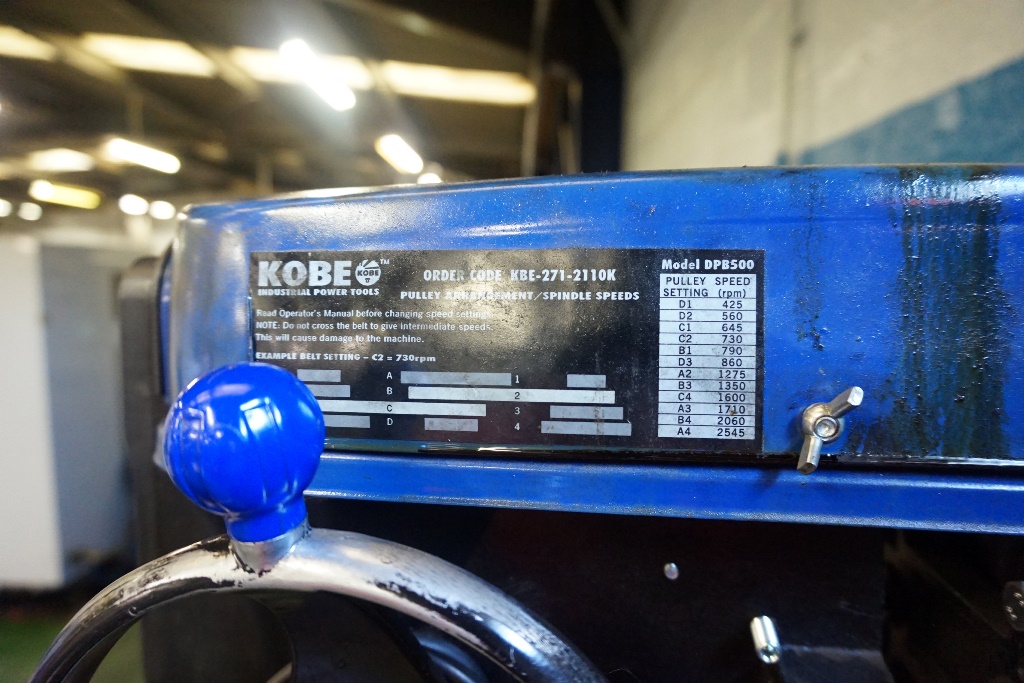 KOBE KOBE ™
INDUSTRIAL POWER TOOLS
ORDER CODE KBE-271-2110K
PULLEY ARRANGEMENT/SPINDLE SPEEDS
Read Operator's Manual before changing speed settings.
NOTE: Do not cross the belt to give intermediate speeds.
This will cause damage to the machine.
EXAMPLE BELT SETTING - C2 = 730rpm
A 1
B 2
C 3
D 4
Model DPB500
PULLEY SPEED
SETTING (rpm)
D1 425
D2 560
C1 645
C2 730
B1 790
D3 860
A2 1275
B3 1350
C4 1600
A3 1710
B4 2060
A4 2545